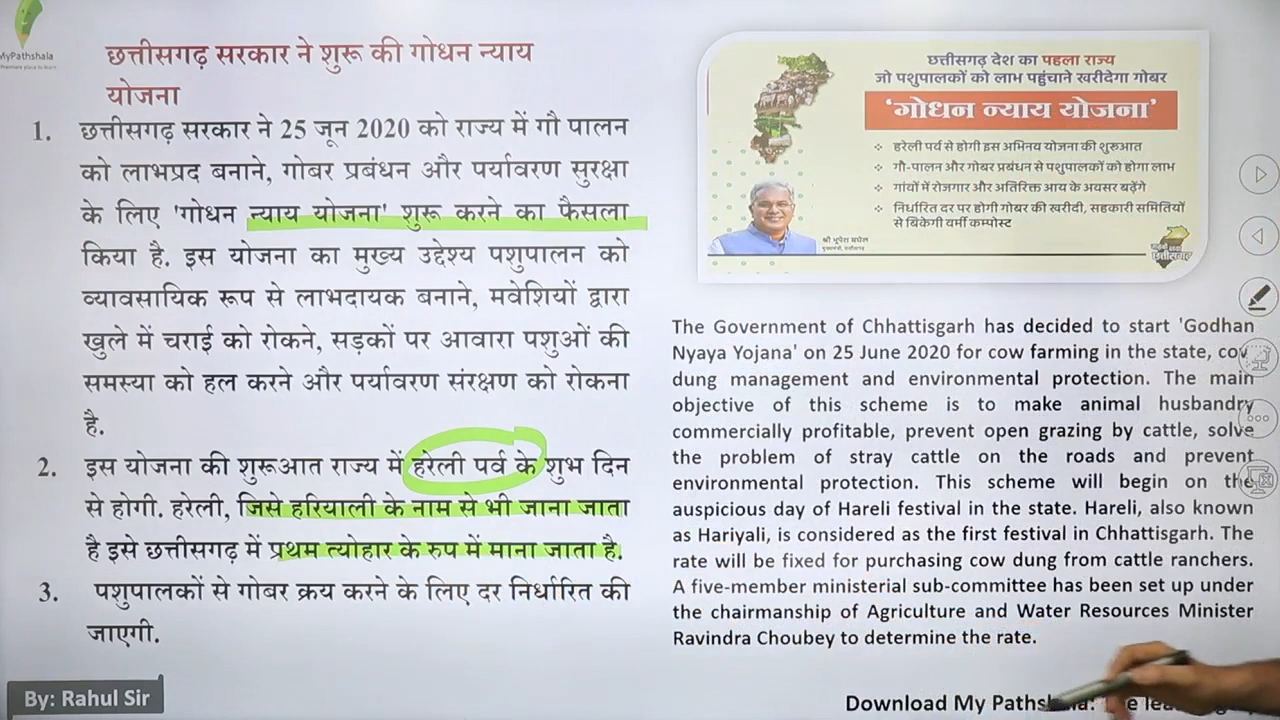 MyPathshala
छत्तीसगढ़ सरकार ने शुरू की गोधन न्याय
योजना
1. छत्तीसगढ़ सरकार ने 25 जून 2020 को राज्य में गौ पालन
को लाभप्रद बनाने, गोबर प्रबंधन और पर्यावरण सुरक्षा
के लिए 'गोधन न्याय योजना' शुरू करने का फैसला
किया है. इस योजना का मुख्य उद्देश्य पशुपालन को
व्यावसायिक रूप से लाभदायक बनाने, मवेशियों द्वारा
खुले में चराई को रोकने, सड़कों पर आवारा पशुओं की
समस्या को हल करने और पर्यावरण संरक्षण को रोकना
है.
2. इस योजना की शुरूआत राज्य में हरेली पर्व के शुभ दिन
से होगी. हरेली, जिसे हरियाली के नाम से भी जाना जाता
है इसे छत्तीसगढ़ में प्रथम त्योहार के रुप में माना जाता है.
3. पशुपालकों से गोबर क्रय करने के लिए दर निर्धारित की
जाएगी.
By: Rahul Sir
छत्तीसगढ़ देश का पहला राज्य
जो पशुपालकों को लाभ पहुंचाने खरीदेगा गोबर
'गोधन न्याय योजना'
हरेली पर्व से होगी इस अभिनव योजना की शुरुआत
गौ-पालन और गोबर प्रबंधन से पशुपालकों को होगा लाभ
गांवों में रोजगार और अतिरिक्त आय के अवसर बढ़ेंगे
निर्धारित दर पर होगी गोबर की खरीदी, सहकारी समितियों
से बिकेगी वर्मी कम्पोस्ट
श्री भूपेश बघेल
मुख्यमंत्री, छत्तीसगढ़
छत्तीसगढ़
The Government of Chhattisgarh has decided to start 'Godhan
Nyaya Yojana' on 25 June 2020 for cow farming in the state, cow
dung management and environmental protection. The main
objective of this scheme is to make animal husbandry
commercially profitable, prevent open grazing by cattle, solve
the problem of stray cattle on the roads and prevent
environmental protection. This scheme will begin on the
auspicious day of Hareli festival in the state. Hareli, also known
as Hariyali, is considered as the first festival in Chhattisgarh. The
rate will be fixed for purchasing cow dung from cattle ranchers.
A five-member ministerial sub-committee has been set up under
the chairmanship of Agriculture and Water Resources Minister
Ravindra Choubey to determine the rate.
Download My Pathshala: